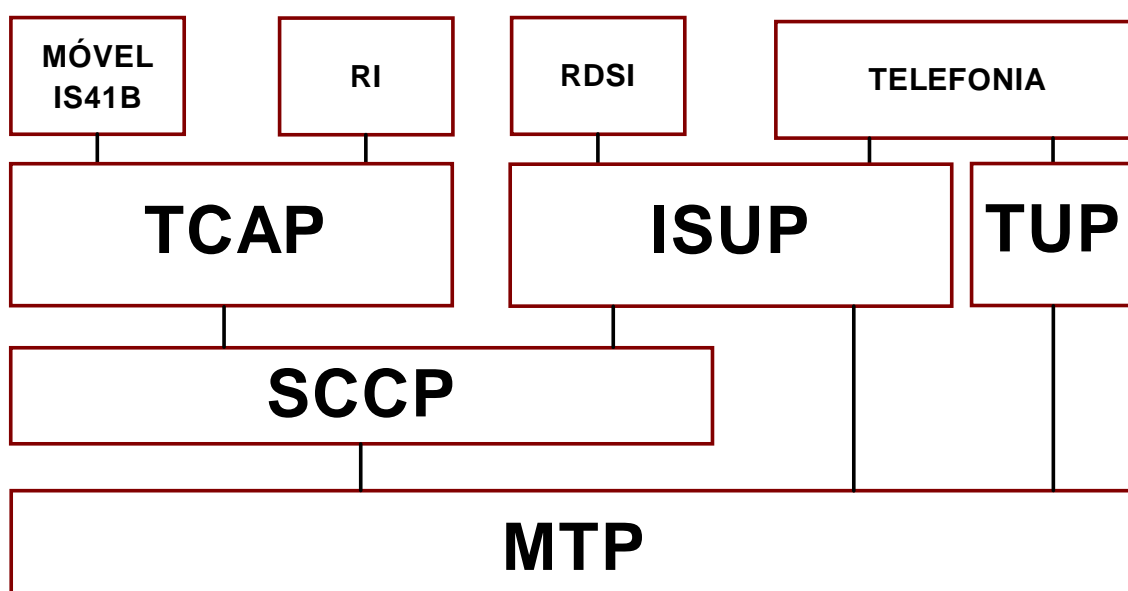 MÓVEL
IS41B
RI
RDSI
TELEFONIA
TCAP
ISUP
TUP
SCCP
MTP